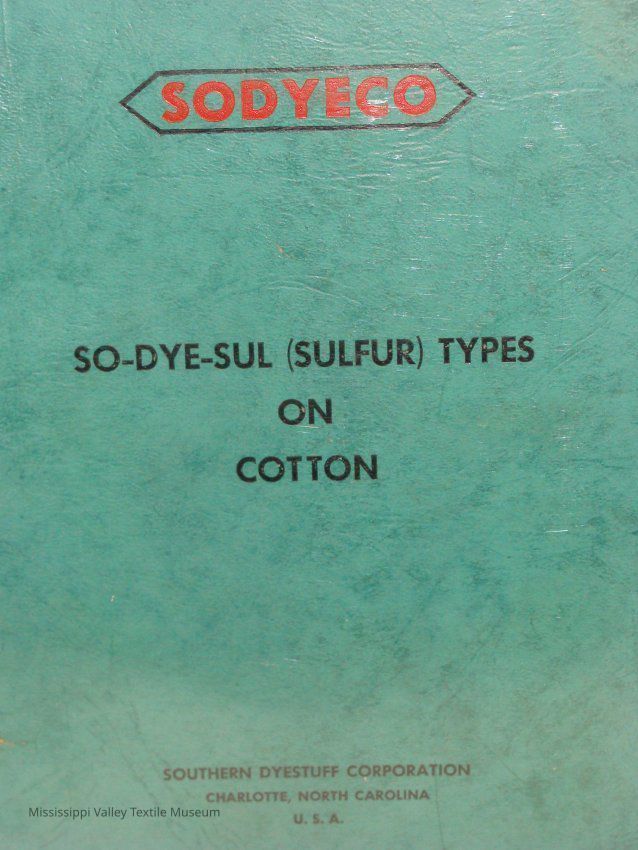 SODYECO
SO-DYE-SUL (SULFUR) TYPES
ON
COTTON
SOUTHERN DYESTUFF CORPORATION
CHARLOTTE, NORTH CAROLINA
Mississippi Valley Textile Museum
U. S. A.